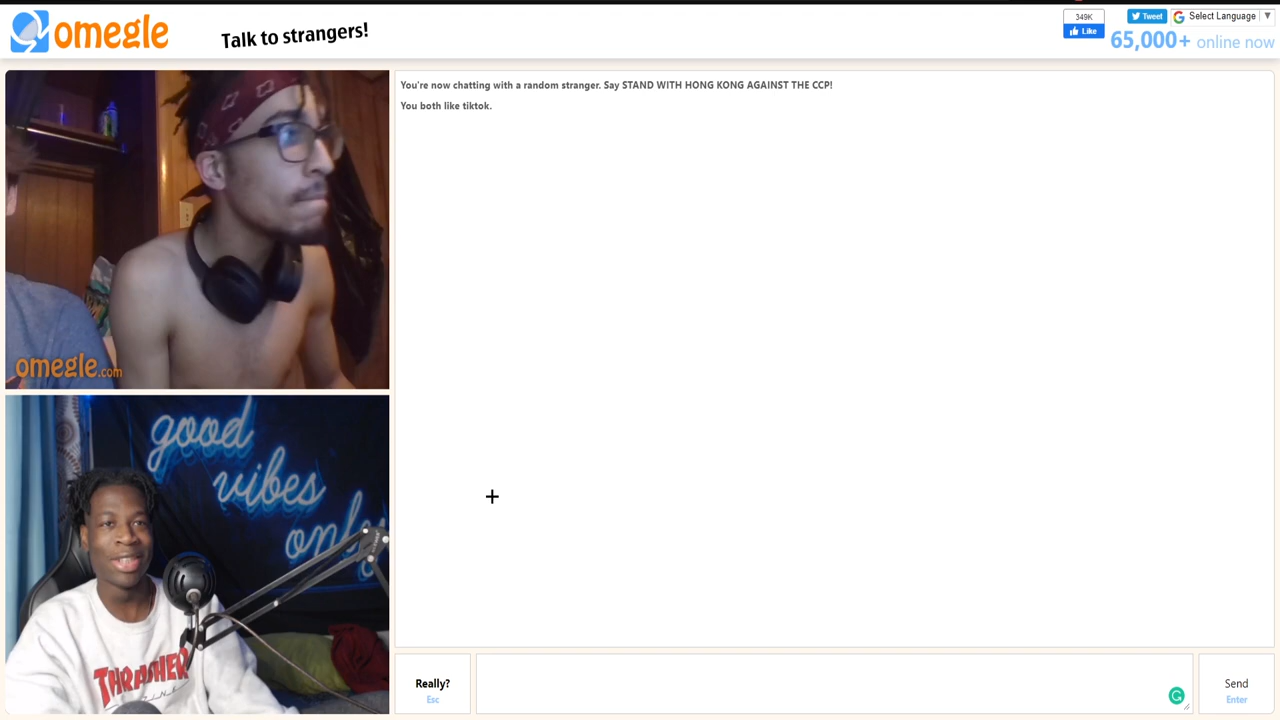 omegle
Talk to strangers!
349K
Like
Tweet
Select Language
65,000+ online now
You're now chatting with a random stranger. Say STAND WITH HONG KONG AGAINST THE CCP!
You both like tiktok.
omegle.com
good
vibes
only
THRASHER
Really?
Esc
Send
Enter